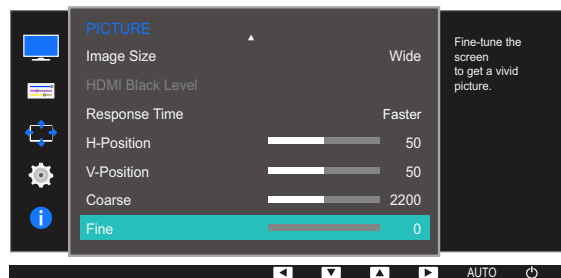 PICTURE
Image Size Wide
HDMI Black Level
Response Time Faster
H-Position 50
V-Position 50
Coarse 2200
Fine 0
Fine-tune the
screen
to get a vivid
picture.
AUTO